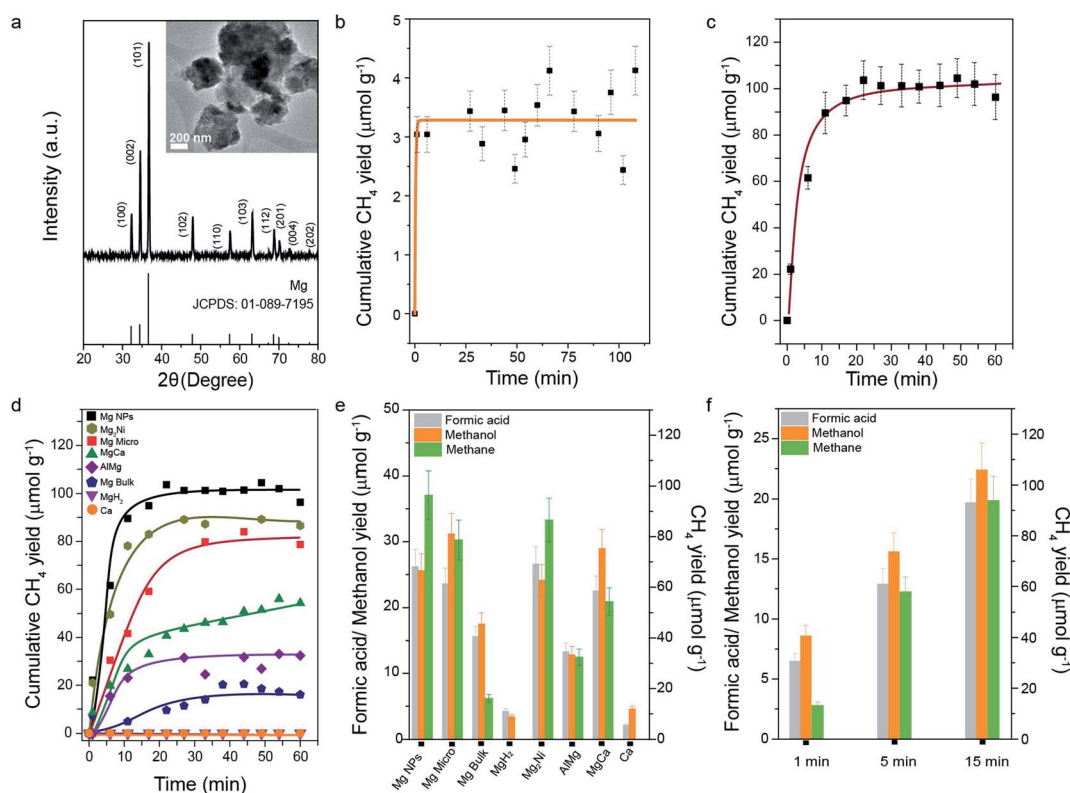 a
Intensity (a.u.)
(100)
(002)
(101)
(102)
(110)
(103)
(112)
(201)
(004)
(202)
200 nm
Mg
JCPDS: 01-089-7195
20 30 40 50 60 70 80
2θ(Degree)
b
Cumulative CH₄ yield (μmol g⁻¹)
5
4
3
2
1
0
0 25 50 75 100
Time (min)
c
Cumulative CH₄ yield (μmol g⁻¹)
120
100
80
60
40
20
0
0 10 20 30 40 50 60
Time (min)
d
Cumulative CH₄ yield (μmol g⁻¹)
120
100
80
60
40
20
0
Mg NPs
Mg₂Ni
Mg Micro
MgCa
AlMg
Mg Bulk
MgH₂
Ca
0 10 20 30 40 50 60
Time (min)
e
Formic acid/ Methanol yield (μmol g⁻¹)
50
45
40
35
30
25
20
15
10
5
0
Formic acid
Methanol
Methane
120
100
80
60
40
20
0
CH₄ yield (μmol g⁻¹)
Mg NPs
Mg Micro
Mg Bulk
MgH₂
Mg₂Ni
AlMg
MgCa
Ca
f
Formic acid/ Methanol yield (μmol g⁻¹)
25
20
15
10
5
0
Formic acid
Methanol
Methane
120
100
80
60
40
20
0
CH₄ yield (μmol g⁻¹)
1 min 5 min 15 min